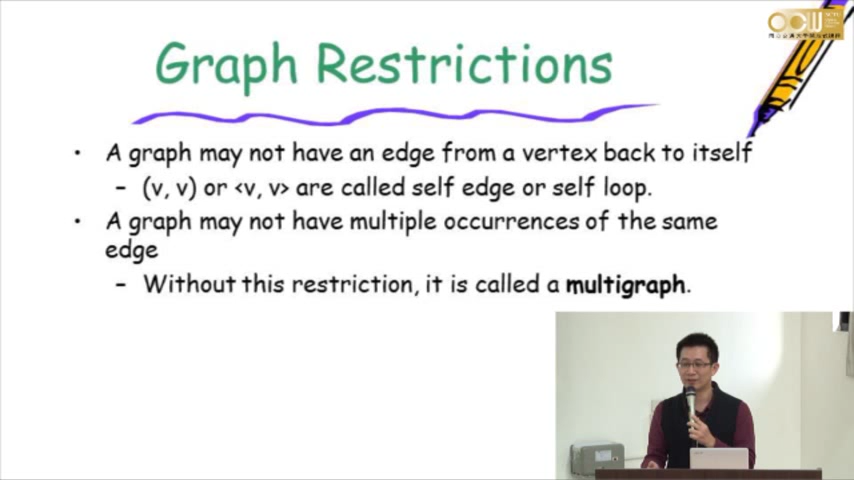 Graph Restrictions
• A graph may not have an edge from a vertex back to itself
– (v, v) or <v, v> are called self edge or self loop.
• A graph may not have multiple occurrences of the same
edge
– Without this restriction, it is called a multigraph.
OCW